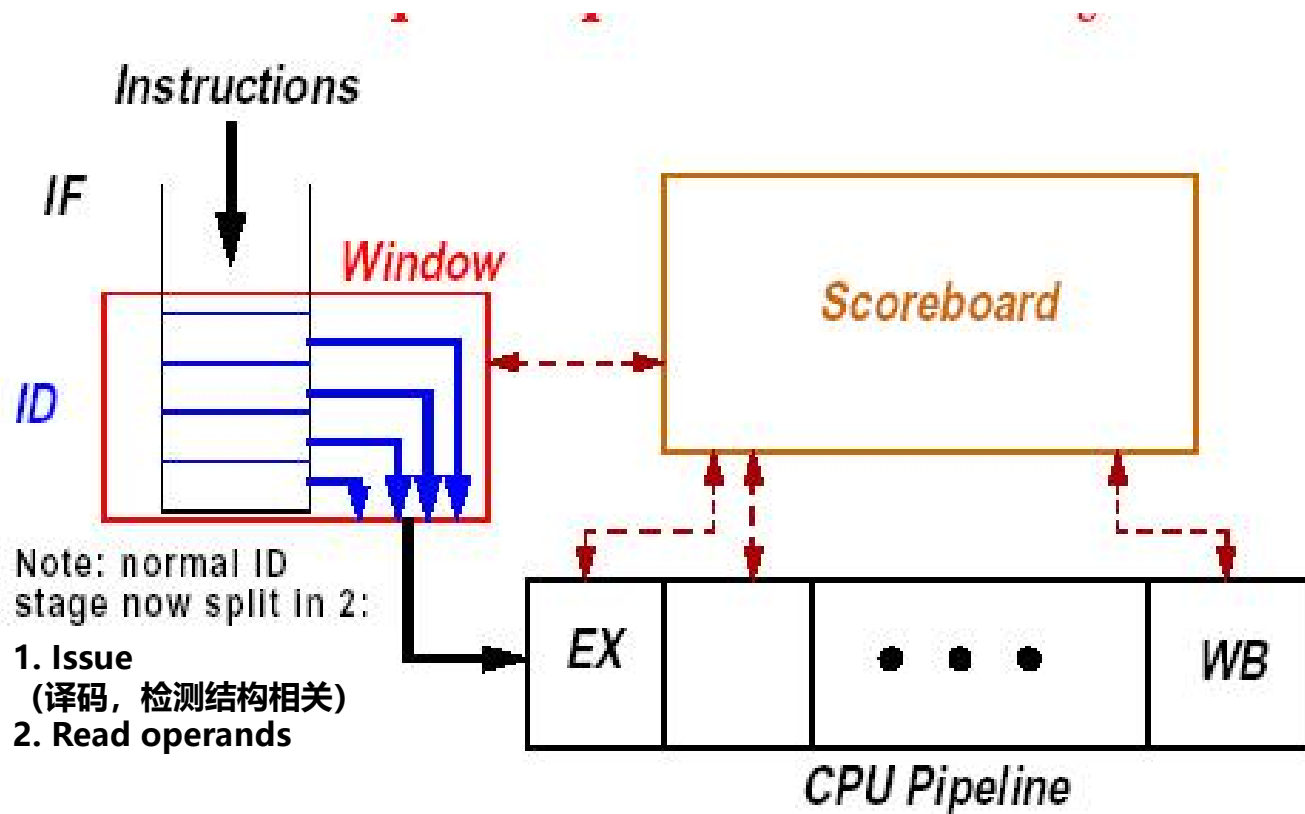 Instructions
IF
Window
Scoreboard
ID
Note: normal ID
stage now split in 2:
1. Issue
(译码，检测结构相关)
2. Read operands
EX
WB
CPU Pipeline